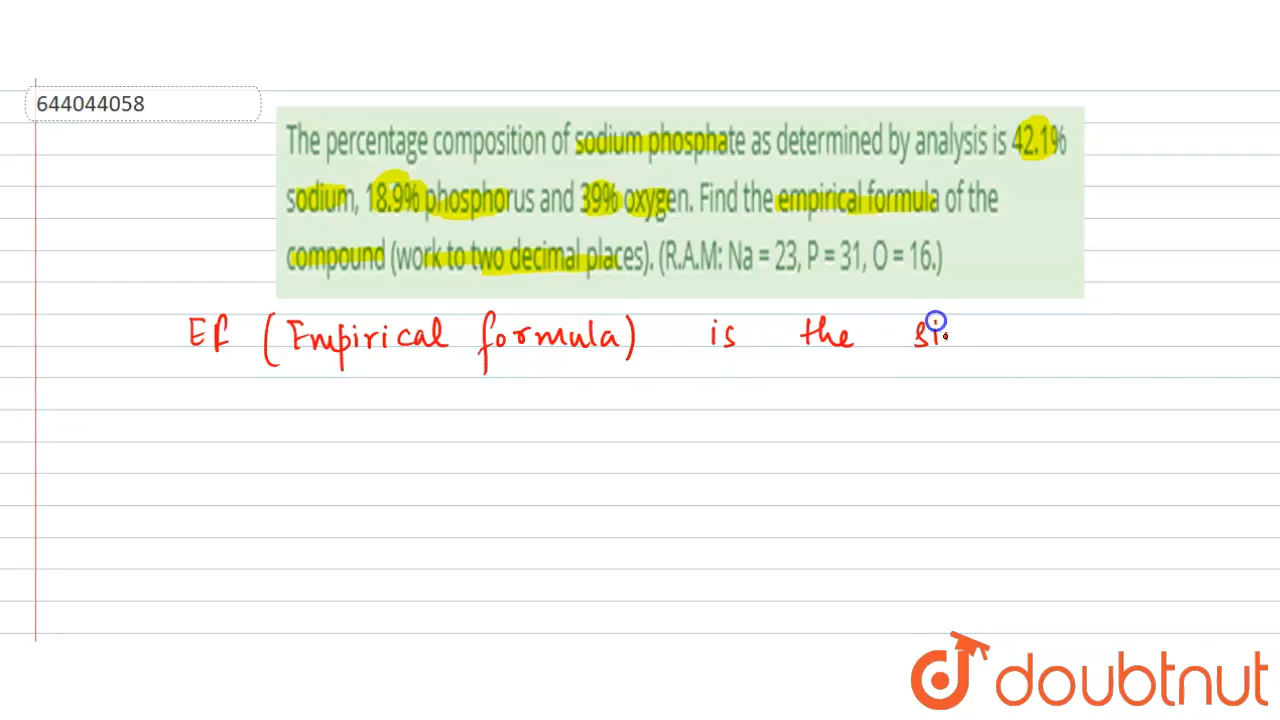 644044058
The percentage composition of sodium phosphate as determined by analysis is 42.1%
sodium, 18.9% phosphorus and 39% oxygen. Find the empirical formula of the
compound (work to two decimal places). (R.A.M: Na = 23, P = 31, O = 16.)
EF (Empirical formula) is the si
doubtnut